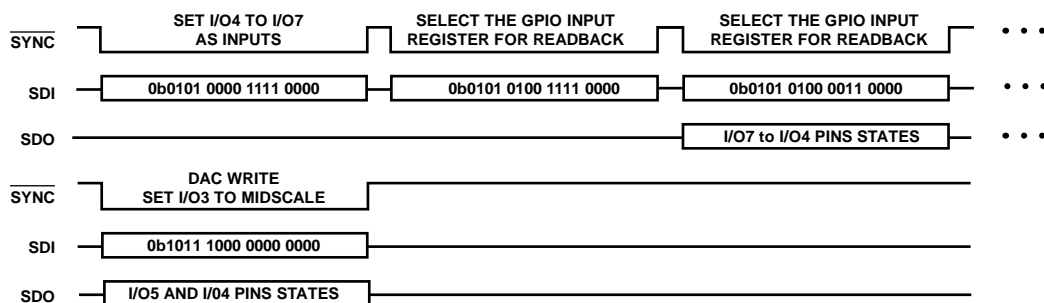 SET I/O4 TO I/O7
AS INPUTS
SELECT THE GPIO INPUT
REGISTER FOR READBACK
SELECT THE GPIO INPUT
REGISTER FOR READBACK
SYNC
SDI
0b0101 0000 1111 0000
0b0101 0100 1111 0000
0b0101 0100 0011 0000
SDO
I/O7 to I/O4 PINS STATES
SYNC
DAC WRITE
SET I/O3 TO MIDSCALE
SDI
0b1011 1000 0000 0000
SDO
I/O5 AND I/04 PINS STATES